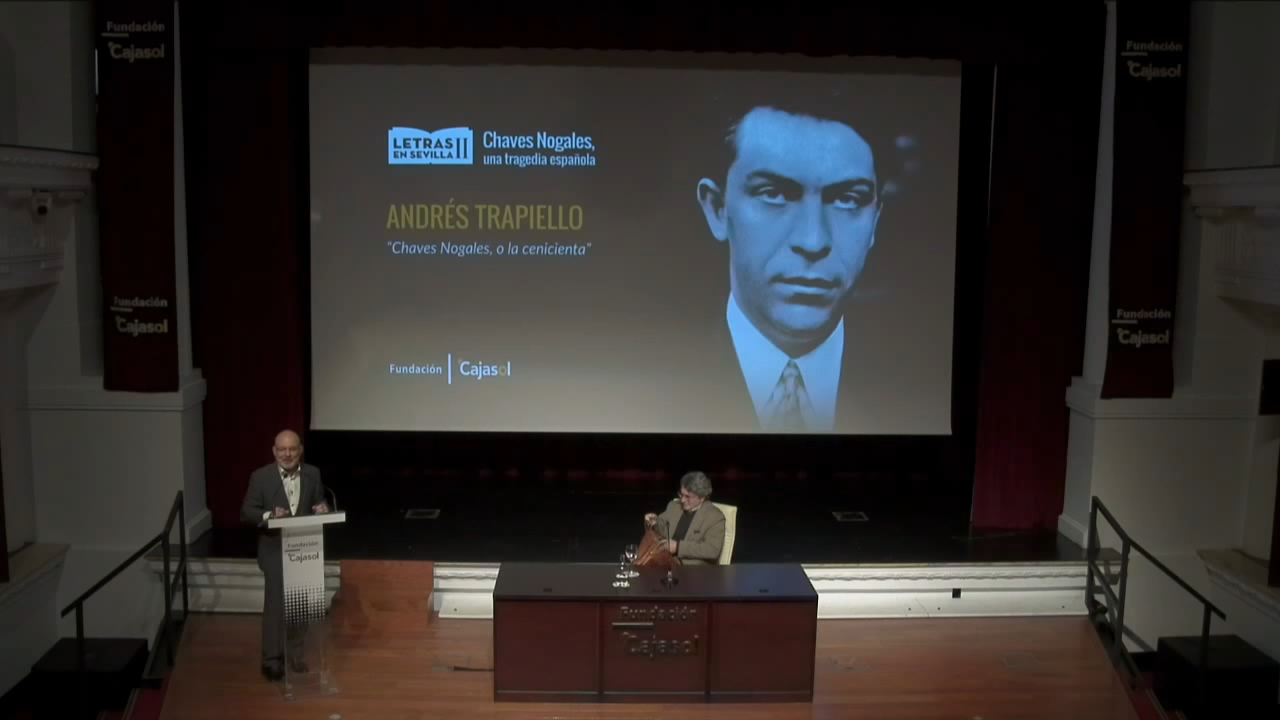 Fundación
Cajasol
Fundación
Cajasol
LETRAS II
EN SEVILLA
Chaves Nogales,
una tragedia española
ANDRÉS TRAPIELLO
"Chaves Nogales, o la cenicienta"
Fundación
Cajasol
Fundación
Cajasol
Fundación
Cajasol
Fundación
Cajasol
Fundación
Cajasol